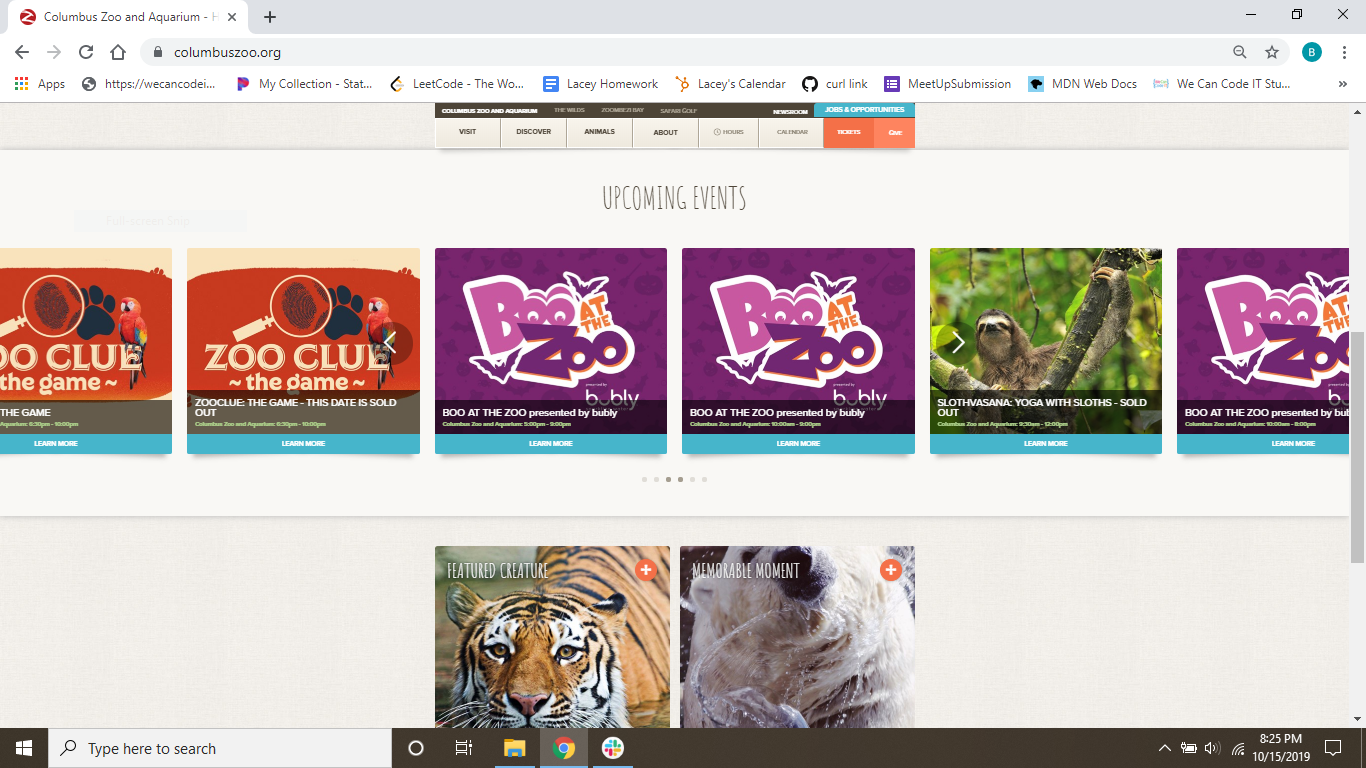 Columbus Zoo and Aquarium - H
columbuszoo.org
B
Apps
https://wecancodei...
My Collection - Stat...
LeetCode - The Wo...
Lacey Homework
Lacey's Calendar
curl link
MeetUpSubmission
MDN Web Docs
We Can Code IT Stu...
»
COLUMBUS ZOO AND AQUARIUM
THE WILDS
ZOOMBEZI BAY
SAFARI GOLF
NEWSROOM
JOBS & OPPORTUNITIES
VISIT
DISCOVER
ANIMALS
ABOUT
HOURS
CALENDAR
TICKETS
Give
UPCOMING EVENTS
Full-screen Snip
OO CLUE
the game ~
THE GAME
Aquarium: 6:30pm - 10:00pm
LEARN MORE
ZOO CLUE
~ the game ~
ZOOCLUE: THE GAME - THIS DATE IS SOLD
OUT
Columbus Zoo and Aquarium: 6:30pm - 10:00pm
LEARN MORE
BOO AT
THE
ZOO
presented by
bubly
BOO AT THE ZOO presented by bubly
Columbus Zoo and Aquarium: 5:00pm - 9:00pm
LEARN MORE
BOO AT
THE
ZOO
presented by
bubly
BOO AT THE ZOO presented by bubly
Columbus Zoo and Aquarium: 10:00am - 9:00pm
LEARN MORE
SLOTHVASANA: YOGA WITH SLOTHS - SOLD
OUT
Columbus Zoo and Aquarium: 9:30am - 12:00pm
LEARN MORE
BOO AT
THE
ZOO
BOO AT THE ZOO presented by bubl
Columbus Zoo and Aquarium: 10:00am - 8:00pm
LEARN MORE
FEATURED CREATURE
MEMORABLE MOMENT
Type here to search
8:25 PM
10/15/2019